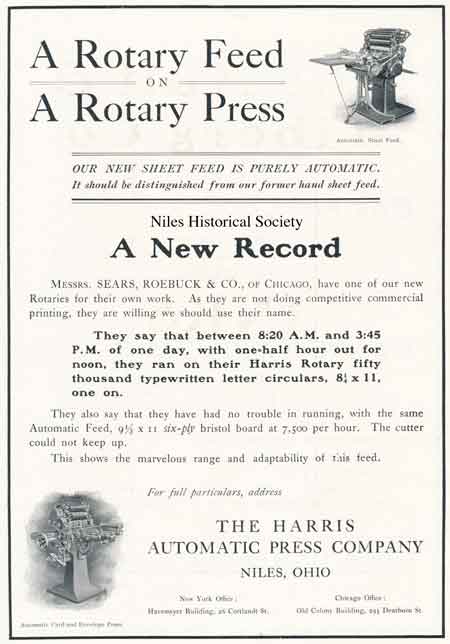 A Rotary Feed
ON
A Rotary Press
Automatic Sheet Feed.
OUR NEW SHEET FEED IS PURELY AUTOMATIC.
It should be distinguished from our former hand sheet feed.
Niles Historical Society
A New Record
MESSRS. SEARS, ROEBUCK & CO., OF CHICAGO, have one of our new
Rotaries for their own work. As they are not doing competitive commercial
printing, they are willing we should use their name.
They say that between 8:20 A.M. and 3:45
P.M. of one day, with one-half hour out for
noon, they ran on their Harris Rotary fifty
thousand typewritten letter circulars, 8½ x 11,
one on.
They also say that they have had no trouble in running, with the same
Automatic Feed, 9½ x 11 six-ply bristol board at 7,500 per hour. The cutter
could not keep up.
This shows the marvelous range and adaptability of this feed.
For full particulars, address
THE HARRIS
AUTOMATIC PRESS COMPANY
NILES, OHIO
New York Office:
Havemeyer Building, 26 Cortlandt St.
Chicago Office:
Old Colony Building, 293 Dearborn St.
Automatic Card and Envelope Press.